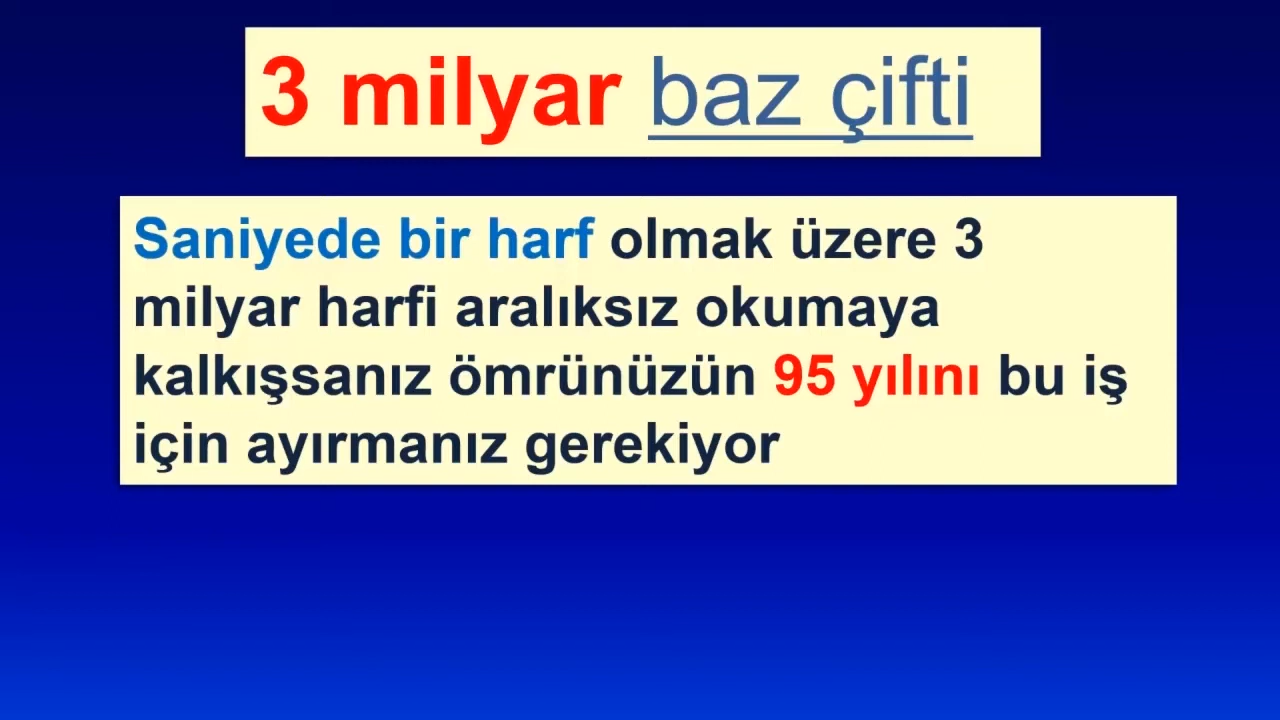 3 milyar baz çifti
Saniyede bir harf olmak üzere 3
milyar harfi aralıksız okumaya
kalkışsanız ömrünüzün 95 yılını bu iş
için ayırmanız gerekiyor